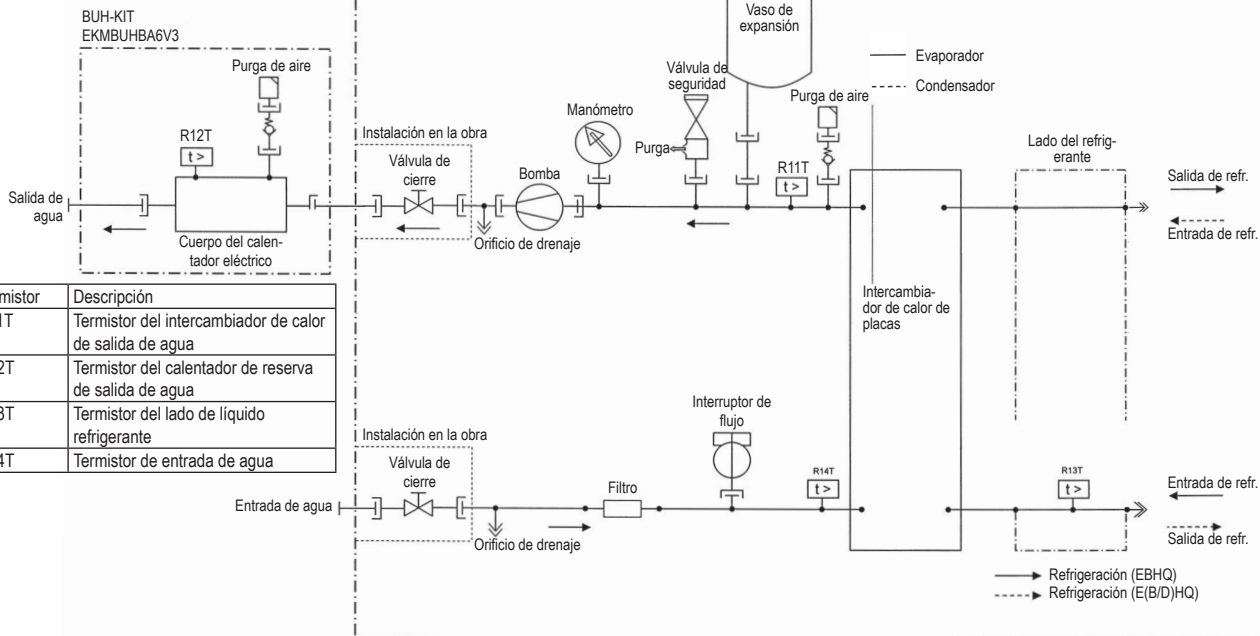 BUH-KIT
EKMBUHBA6V3
Purga de aire
R12T
t >
Salida de
agua
Cuerpo del calen-
tador eléctrico
Instalación en la obra
Válvula de
cierre
Orificio de drenaje
Bomba
Manómetro
Válvula de
seguridad
Purga
Vaso de
expansión
R11T
t >
Purga de aire
Evaporador
Condensador
Intercambia-
dor de calor de
placas
Lado del refrig-
erante
Salida de refr.
Entrada de refr.
mistor Descripción
1T Termistor del intercambiador de calor
de salida de agua
2T Termistor del calentador de reserva
de salida de agua
3T Termistor del lado de líquido
refrigerante
4T Termistor de entrada de agua
Instalación en la obra
Válvula de
cierre
Entrada de agua
Orificio de drenaje
Filtro
Interruptor de
flujo
R14T
t >
R13T
t >
Entrada de refr.
Salida de refr.
Refrigeración (EBHQ)
Refrigeración (E(B/D)HQ)